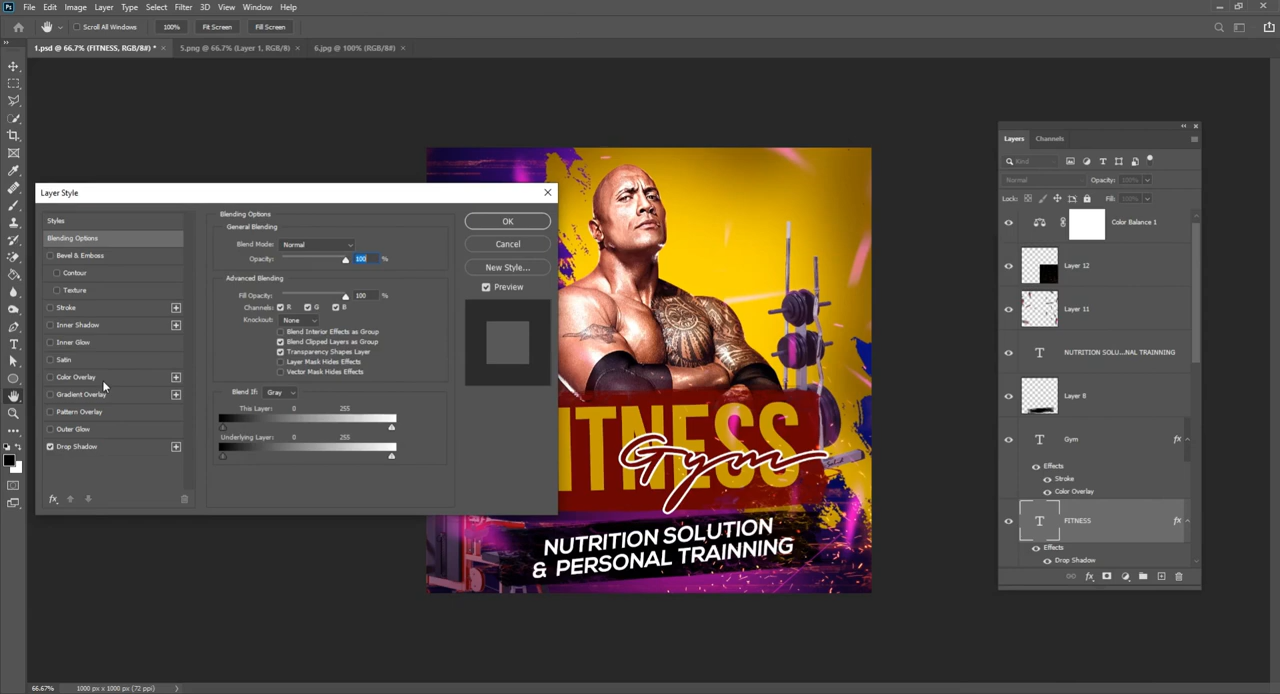 Ps File Edit Image Layer Type Select Filter 3D View Window Help
Scroll All Windows 100% Fit Screen Fill Screen
1.psd @ 66.7% (FITNESS, RGB/8#) * × 5.png @ 66.7% (Layer 1, RGB/8) × 6.jpg @ 100% (RGB/8#) ×
Layer Style
Styles
Blending Options
Bevel & Emboss
Contour
Texture
Stroke
Inner Shadow
Inner Glow
Satin
Color Overlay
Gradient Overlay
Pattern Overlay
Outer Glow
Drop Shadow
fx
Blending Options
General Blending
Blend Mode: Normal
Opacity: 100 %
Advanced Blending
Fill Opacity: 100 %
Channels: R G B
Knockout: None
Blend Interior Effects as Group
Blend Clipped Layers as Group
Transparency Shapes Layer
Layer Mask Hides Effects
Vector Mask Hides Effects
Blend If: Gray
This Layer: 0 255
Underlying Layer: 0 255
OK
Cancel
New Style...
Preview
ITNESS
Gym
NUTRITION SOLUTION
& PERSONAL TRAINNING
Layers Channels
Kind
Normal Opacity: 100%
Lock: Fill: 100%
Color Balance 1
Layer 12
Layer 11
NUTRITION SOLU...NAL TRAINNING
Layer 8
Gym fx
Effects
Stroke
Color Overlay
FITNESS fx
Effects
Drop Shadow
fx
66.67% 1000 px x 1000 px (72 ppi)